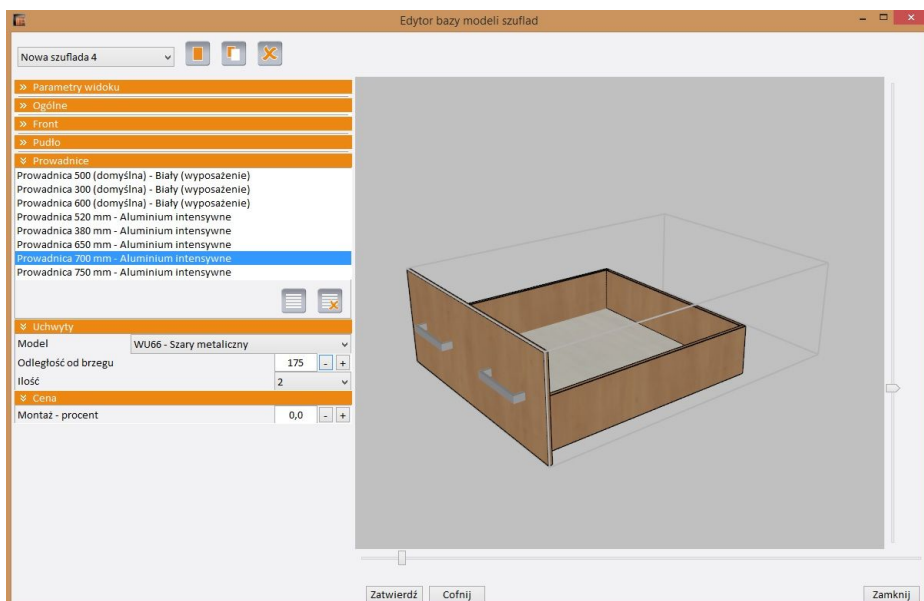 Edytor bazy modeli szuflad
Nowa szuflada 4
Parametry widoku
Ogólne
Front
Pudło
Prowadnice
Prowadnica 500 (domyślna) - Biały (wyposażenie)
Prowadnica 300 (domyślna) - Biały (wyposażenie)
Prowadnica 600 (domyślna) - Biały (wyposażenie)
Prowadnica 520 mm - Aluminium intensywne
Prowadnica 380 mm - Aluminium intensywne
Prowadnica 650 mm - Aluminium intensywne
Prowadnica 700 mm - Aluminium intensywne
Prowadnica 750 mm - Aluminium intensywne
Uchwyty
Model WU66 - Szary metaliczny
Odległość od brzegu 175 - +
Ilość 2
Cena
Montaż - procent 0,0 - +
Zatwierdź Cofnij Zamknij